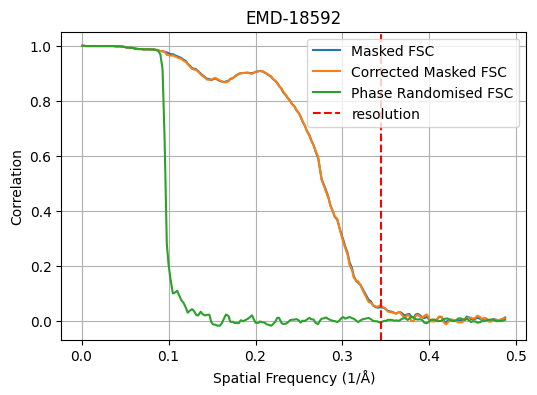 EMD-18592
Masked FSC
Corrected Masked FSC
Phase Randomised FSC
resolution
Correlation
1.0
0.8
0.6
0.4
0.2
0.0
0.0 0.1 0.2 0.3 0.4 0.5
Spatial Frequency (1/Å)